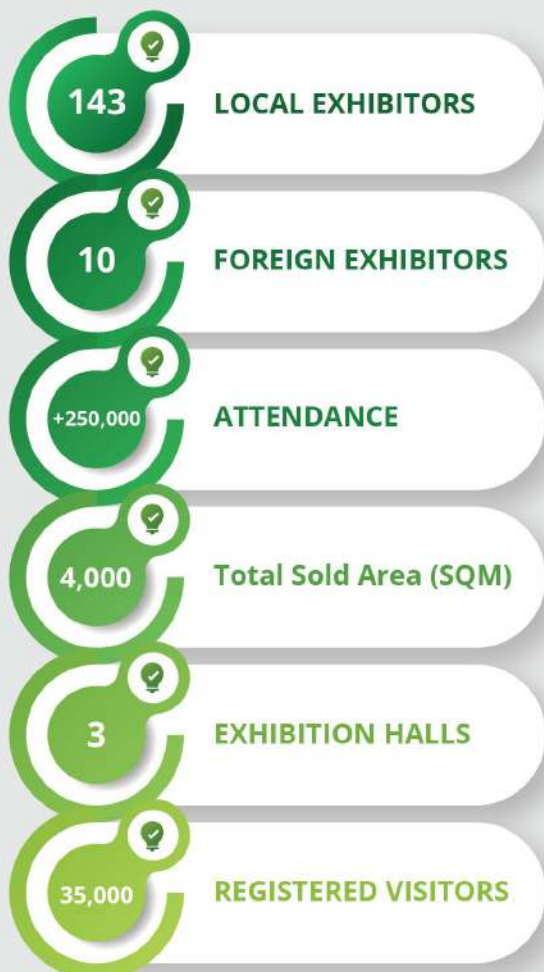 143
LOCAL EXHIBITORS
10
FOREIGN EXHIBITORS
+250,000
ATTENDANCE
4,000
Total Sold Area (SQM)
3
EXHIBITION HALLS
35,000
REGISTERED VISITORS